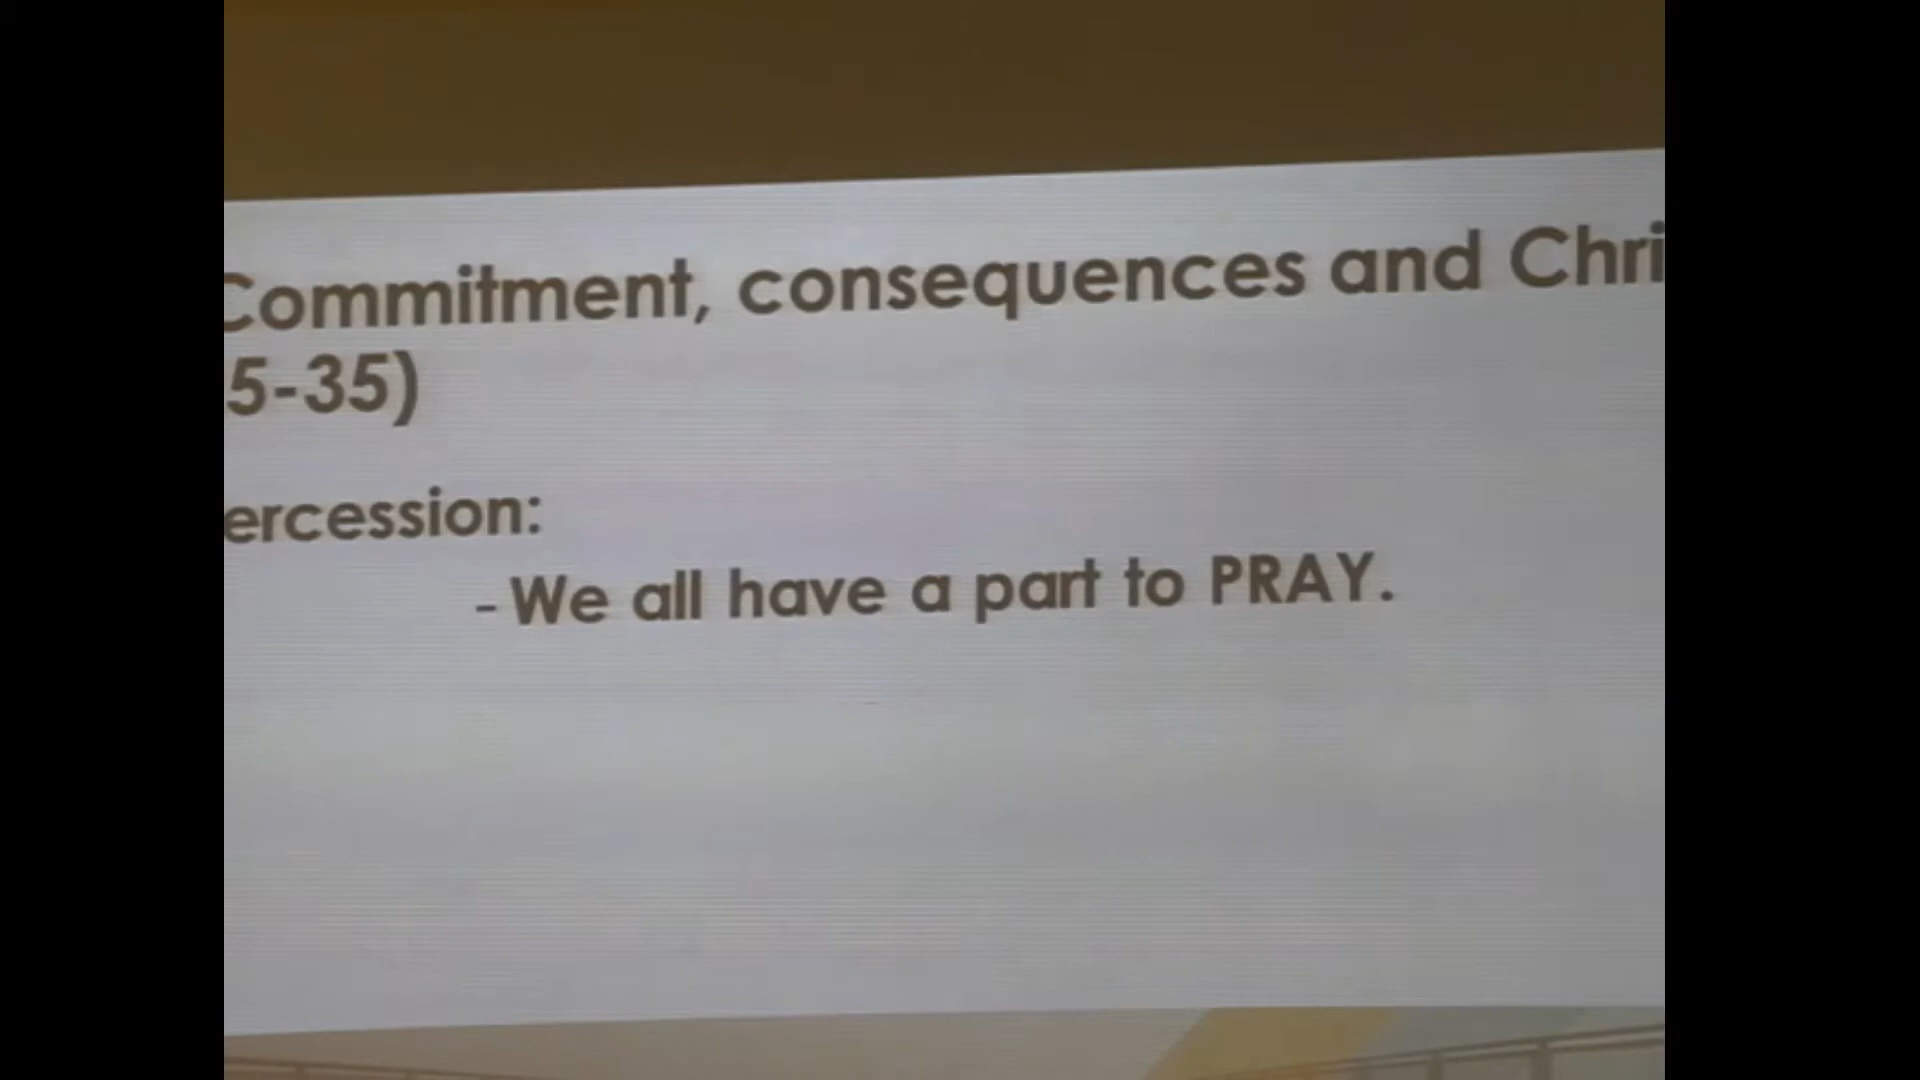 Commitment, consequences and Chri
5-35)
ercession:
- We all have a part to PRAY.